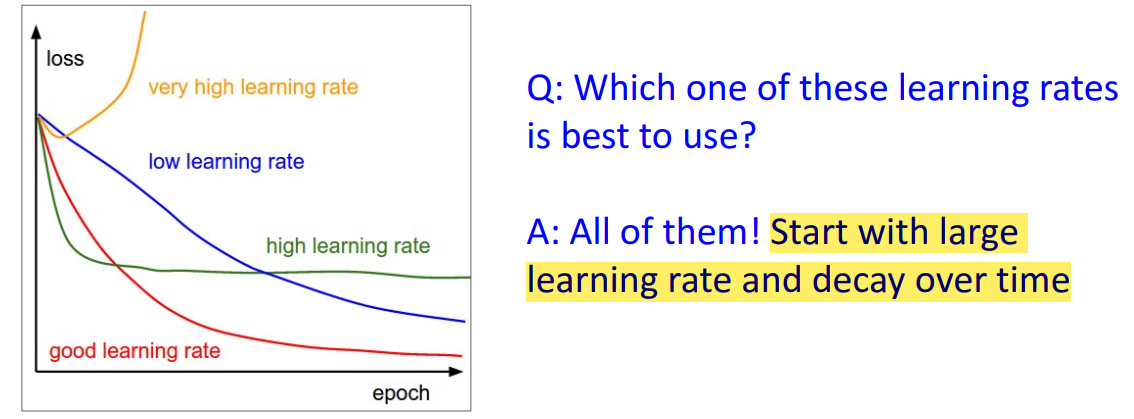 loss
very high learning rate
low learning rate
high learning rate
good learning rate
epoch
Q: Which one of these learning rates
is best to use?
A: All of them! Start with large
learning rate and decay over time